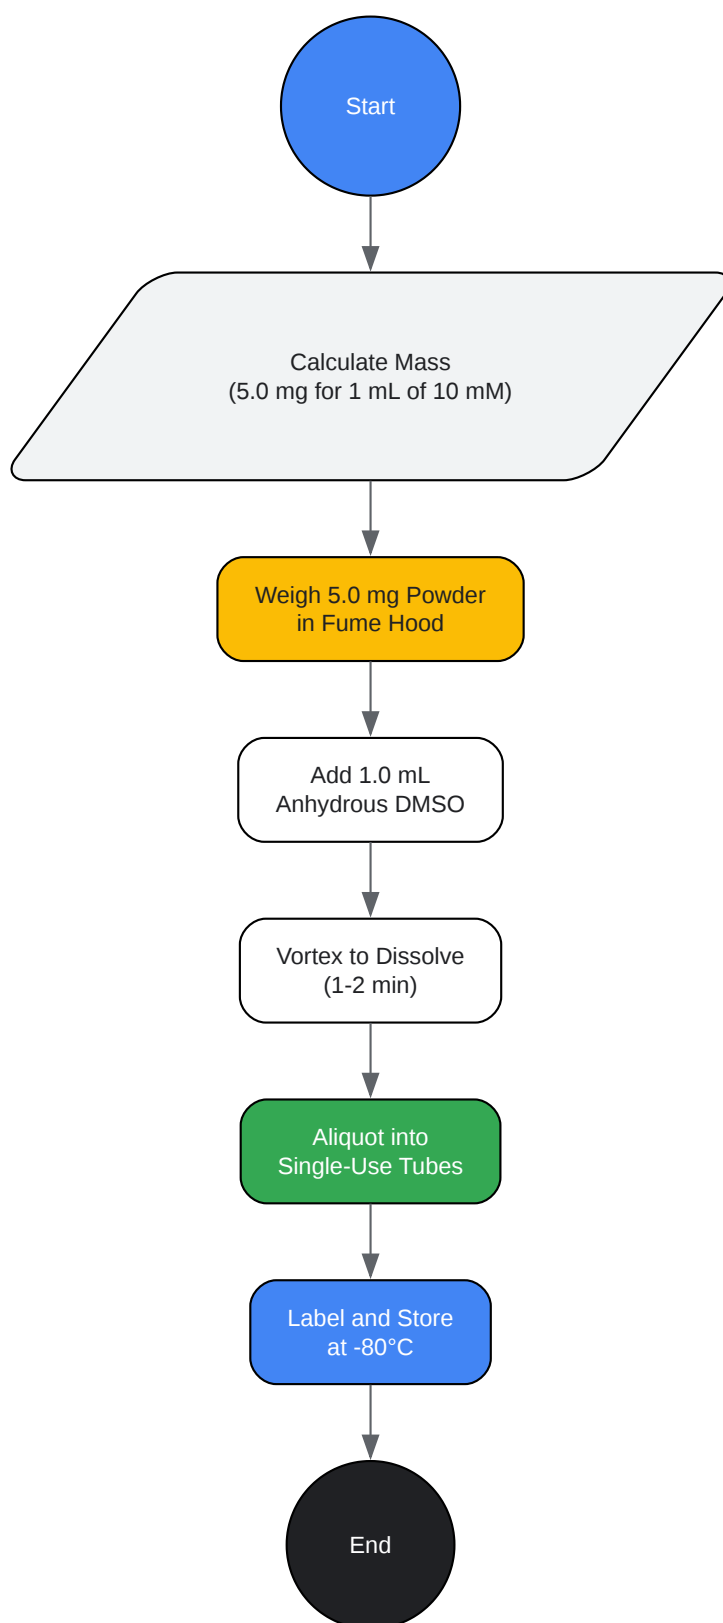 Start
Calculate Mass
(5.0 mg for 1 mL of 10 mM)
Weigh 5.0 mg Powder
in Fume Hood
Add 1.0 mL
Anhydrous DMSO
Vortex to Dissolve
(1-2 min)
Aliquot into
Single-Use Tubes
Label and Store
at -80°C
End